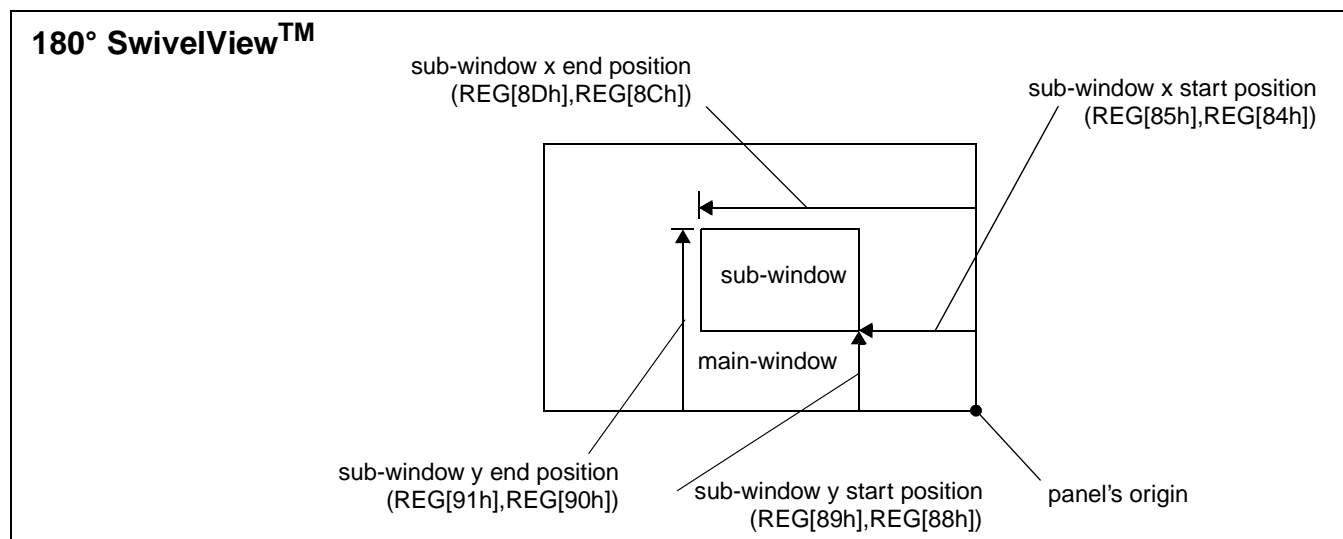 180° SwivelView™
sub-window x end position
(REG[8Dh],REG[8Ch])
sub-window x start position
(REG[85h],REG[84h])
sub-window
main-window
sub-window y end position
(REG[91h],REG[90h])
sub-window y start position
(REG[89h],REG[88h])
panel's origin